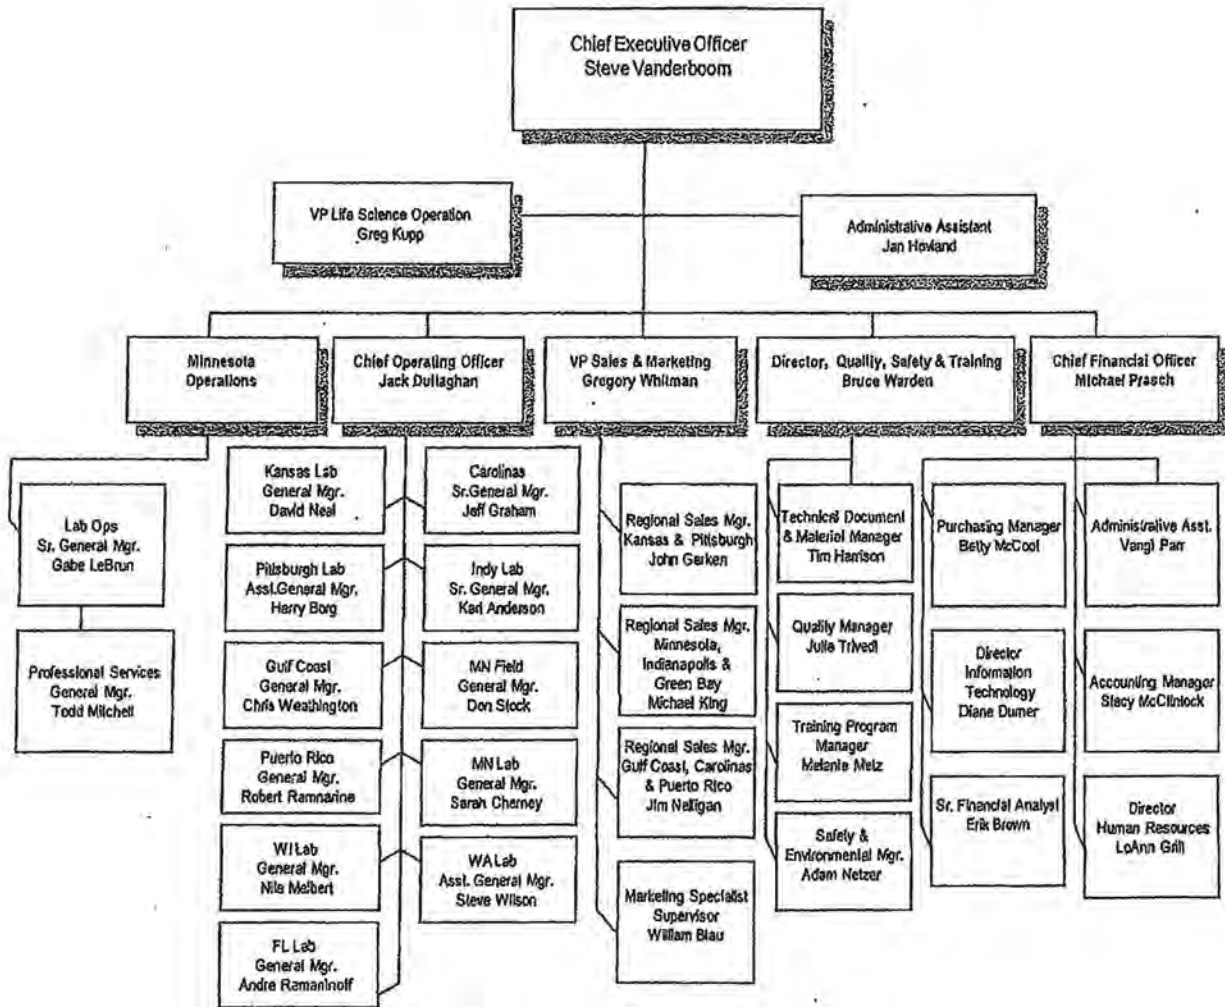 Chief Executive Officer
Steve Vanderboom
VP Life Science Operation
Greg Kupp
Administrative Assistant
Jan Hovland
Minnesota
Operations
Chief Operating Officer
Jack Dullaghan
VP Sales & Marketing
Gregory Whitman
Director, Quality, Safety & Training
Bruce Warden
Chief Financial Officer
Michael Prasch
Lab Ops
Sr. General Mgr.
Gabe LeBrun
Professional Services
General Mgr.
Todd Mitchell
Kansas Lab
General Mgr.
David Neal
Pittsburgh Lab
Asst.General Mgr.
Harry Borg
Gulf Coast
General Mgr.
Chris Weathington
Puerto Rico
General Mgr.
Robert Ramnarine
WI Lab
General Mgr.
Nils Melbert
FL Lab
General Mgr.
Andre
Carolinas
Sr.General Mgr.
Jeff Graham
Indy Lab
Sr. General Mgr.
Karl Anderson
MN Field
General Mgr.
Don Stock
MN Lab
General Mgr.
Sarah Cherney
WA Lab
Asst. General Mgr.
Steve Wilson
Regional Sales Mgr.
Kansas & Pittsburgh
John Gerken
Regional Sales Mgr.
Minnesota,
Indianapolis &
Green Bay
Michael King
Regional Sales Mgr.
Gulf Coast, Carolinas
& Puerto Rico
Jim Nelligan
Marketing Specialist
Supervisor
William Blau
Technical Document
& Material Manager
Tim Harrison
Quality Manager
Julie Trivedi
Training Program
Manager
Melanie Metz
Safety &
Environmental Mgr.
Adam Netzer
Purchasing Manager
Betty McCool
Director
Information
Technology
Diane Dumer
Sr. Financial Analyst
Erik Brown
Administrative Asst.
Vangi Parr
Accounting Manager
Stacy McClintock
Director
Human Resources
LoAnn Grill